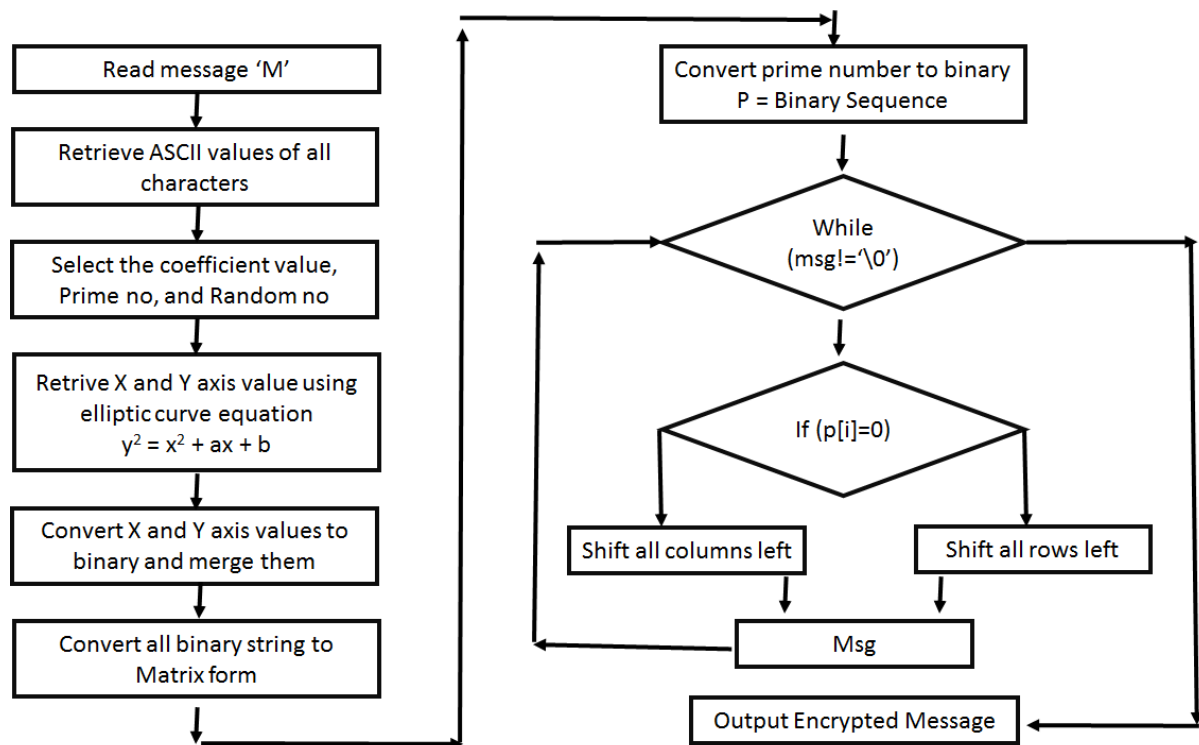 Read message ‘M’
Retrieve ASCII values of all
characters
Select the coefficient value,
Prime no, and Random no
Retrive X and Y axis value using
elliptic curve equation
y² = x² + ax + b
Convert X and Y axis values to
binary and merge them
Convert all binary string to
Matrix form
Convert prime number to binary
P = Binary Sequence
While
(msg!=‘\0’)
If (p[i]=0)
Shift all columns left
Shift all rows left
Msg
Output Encrypted Message